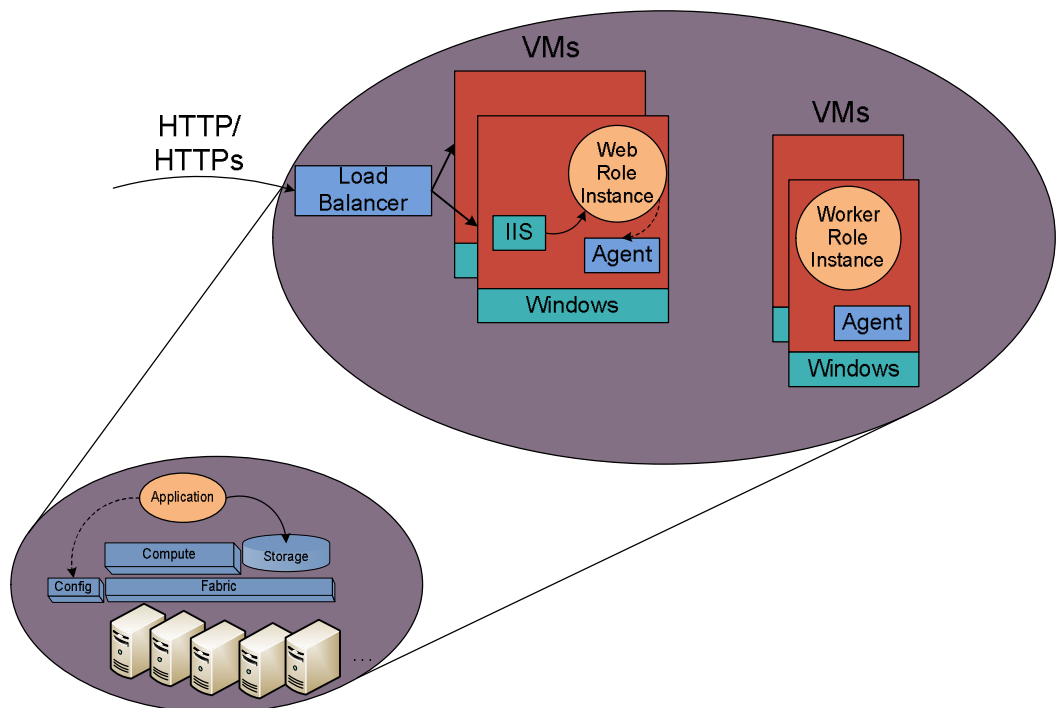 VMs
VMs
HTTP/
HTTPs
Load
Balancer
Web
Role
Instance
IIS
Agent
Windows
Worker
Role
Instance
Agent
Windows
Application
Compute
Storage
Config
Fabric
...